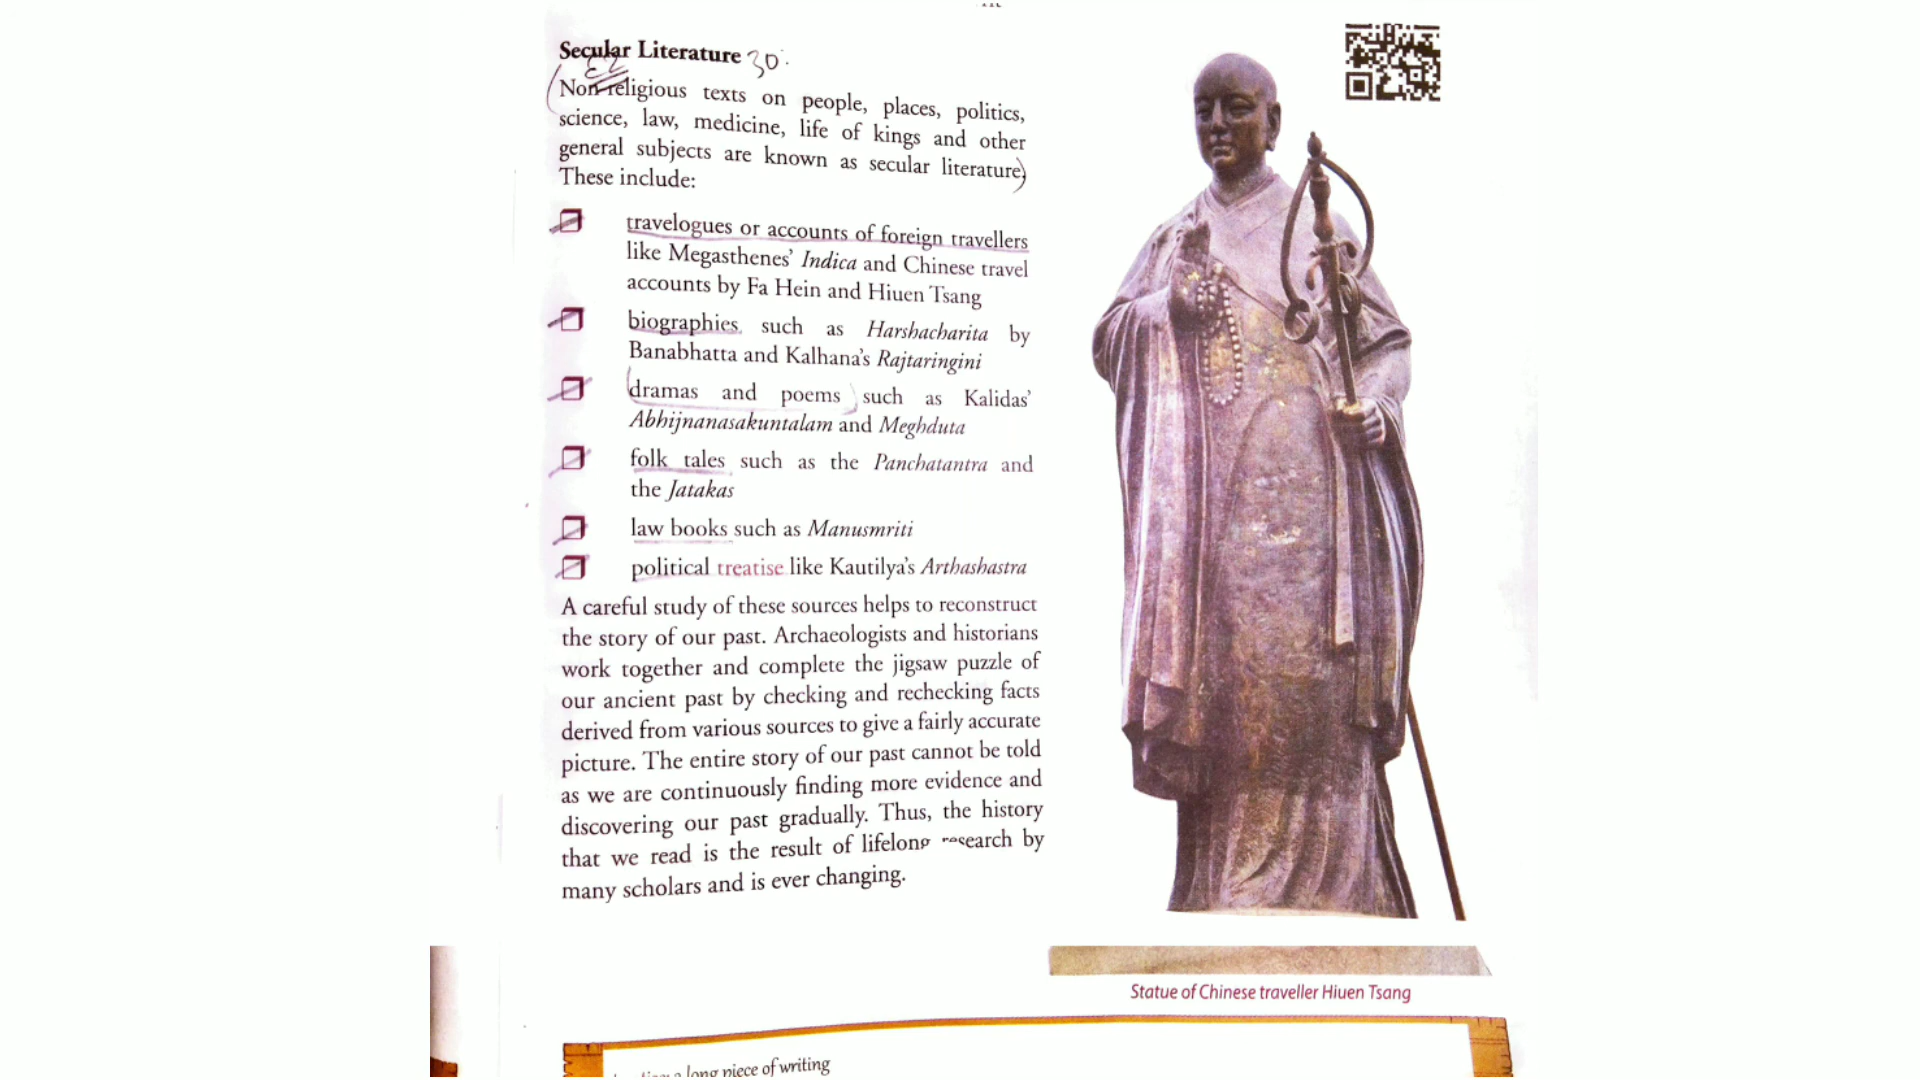 Secular Literature 30.
Non-religious texts on people, places, politics,
science, law, medicine, life of kings and other
general subjects are known as secular literature
These include:
travelogues or accounts of foreign travellers
like Megasthenes' Indica and Chinese travel
accounts by Fa Hein and Hiuen Tsang
biographies such as Harshacharita by
Banabhatta and Kalhana's Rajtaringini
dramas and poems such as Kalidas'
Abhijnanasakuntalam and Meghduta
folk tales such as the Panchatantra and
the Jatakas
law books such as Manusmriti
political treatise like Kautilya's Arthashastra
A careful study of these sources helps to reconstruct
the story of our past. Archaeologists and historians
work together and complete the jigsaw puzzle of
our ancient past by checking and rechecking facts
derived from various sources to give a fairly accurate
picture. The entire story of our past cannot be told
as we are continuously finding more evidence and
discovering our past gradually. Thus, the history
that we read is the result of lifelong research by
many scholars and is ever changing.
Statue of Chinese traveller Hiuen Tsang
a long piece of writing